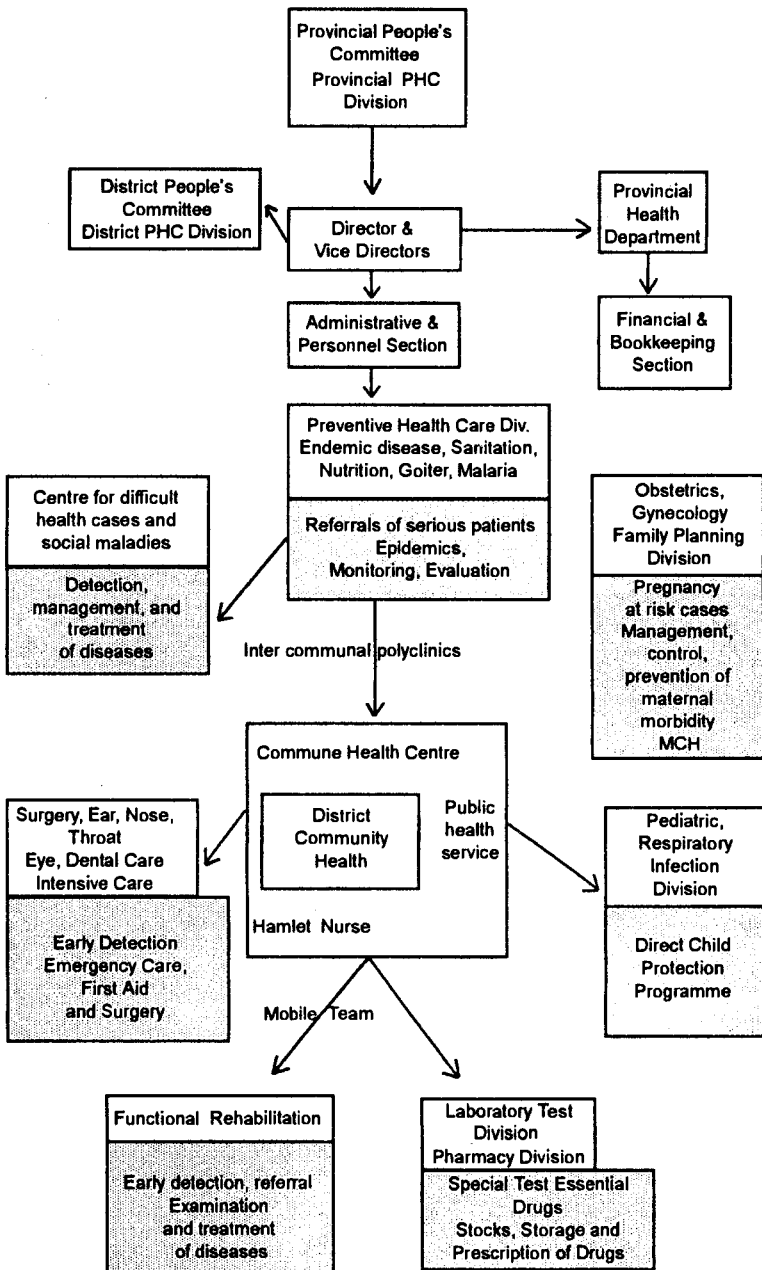 Provincial People's
Committee
Provincial PHC
Division
District People's
Committee
District PHC Division
Director &
Vice Directors
Provincial
Health
Department
Administrative &
Personnel Section
Financial &
Bookkeeping
Section
Preventive Health Care Div.
Endemic disease, Sanitation,
Nutrition, Goiter, Malaria
Referrals of serious patients
Epidemics,
Monitoring, Evaluation
Centre for difficult
health cases and
social maladies
Detection,
management, and
treatment
of diseases
Obstetrics,
Gynecology
Family Planning
Division
Pregnancy
at risk cases
Management,
control,
prevention of
maternal
morbidity
MCH
Inter communal polyclinics
Commune Health Centre
District
Community
Health
Public
health
service
Hamlet Nurse
Surgery, Ear, Nose,
Throat
Eye, Dental Care
Intensive Care
Early Detection
Emergency Care,
First Aid
and Surgery
Pediatric,
Respiratory
Infection
Division
Direct Child
Protection
Programme
Mobile Team
Functional Rehabilitation
Early detection, referral
Examination
and treatment
of diseases
Laboratory Test
Division
Pharmacy Division
Special Test Essential
Drugs
Stocks, Storage and
Prescription of Drugs